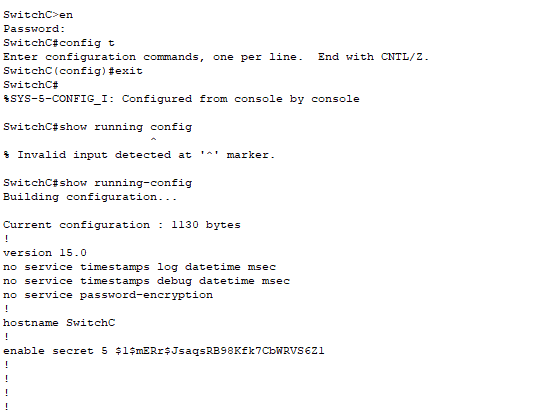 SwitchC>en
Password:
SwitchC#config t
Enter configuration commands, one per line.  End with CNTL/Z.
SwitchC(config)#exit
SwitchC#
%SYS-5-CONFIG_I: Configured from console by console
SwitchC#show running config
^
% Invalid input detected at '^' marker.
SwitchC#show running-config
Building configuration...
Current configuration : 1130 bytes
!
version 15.0
no service timestamps log datetime msec
no service timestamps debug datetime msec
no service password-encryption
!
hostname SwitchC
!
enable secret 5 $1$mERr$JsaqsRB98Kfk7CbWRVS6Z1
!
!
!
!